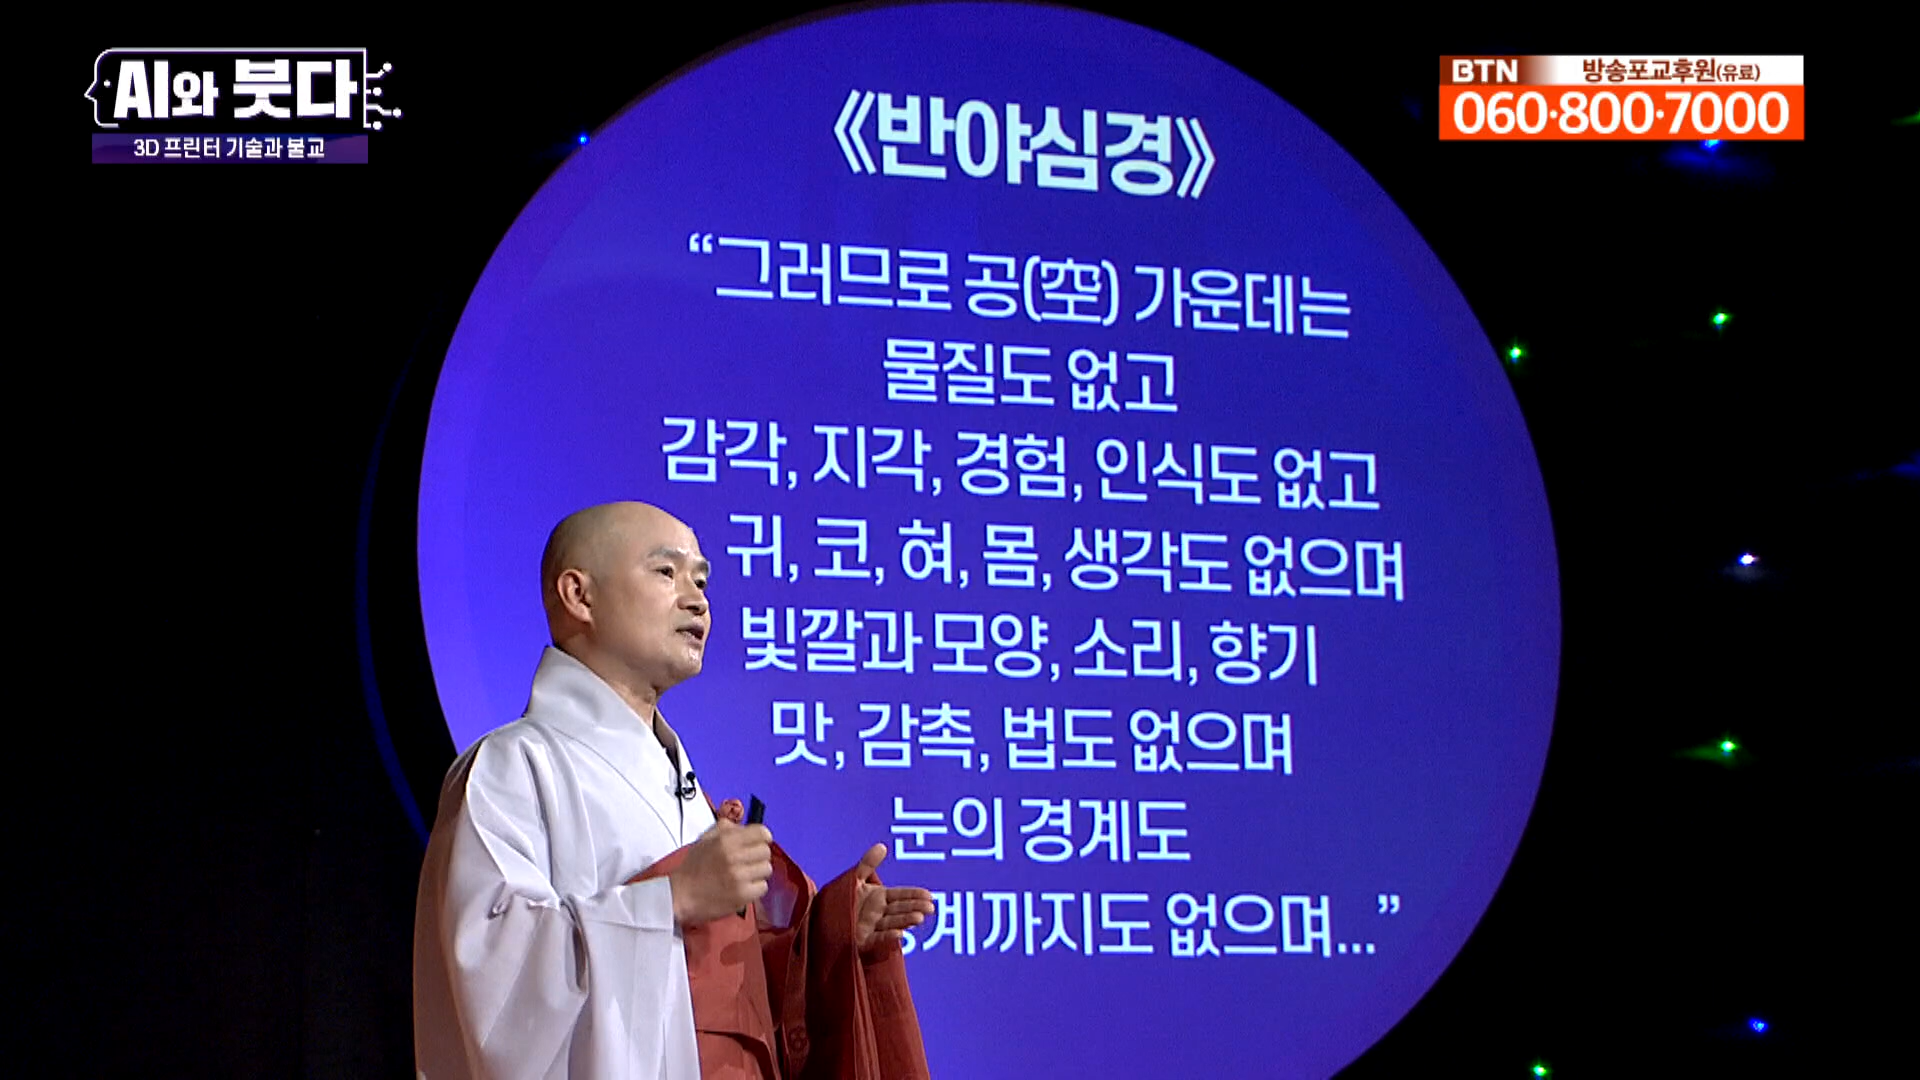 AI와 붓다
3D 프린터 기술과 불교
BTN 방송포교후원(유료)
060·800·7000
《반야심경》
“그러므로 공(空) 가운데는
물질도 없고
감각, 지각, 경험, 인식도 없고
귀, 코, 혀, 몸, 생각도 없으며
빛깔과 모양, 소리, 향기
맛, 감촉, 법도 없으며
눈의 경계도
없으며...”